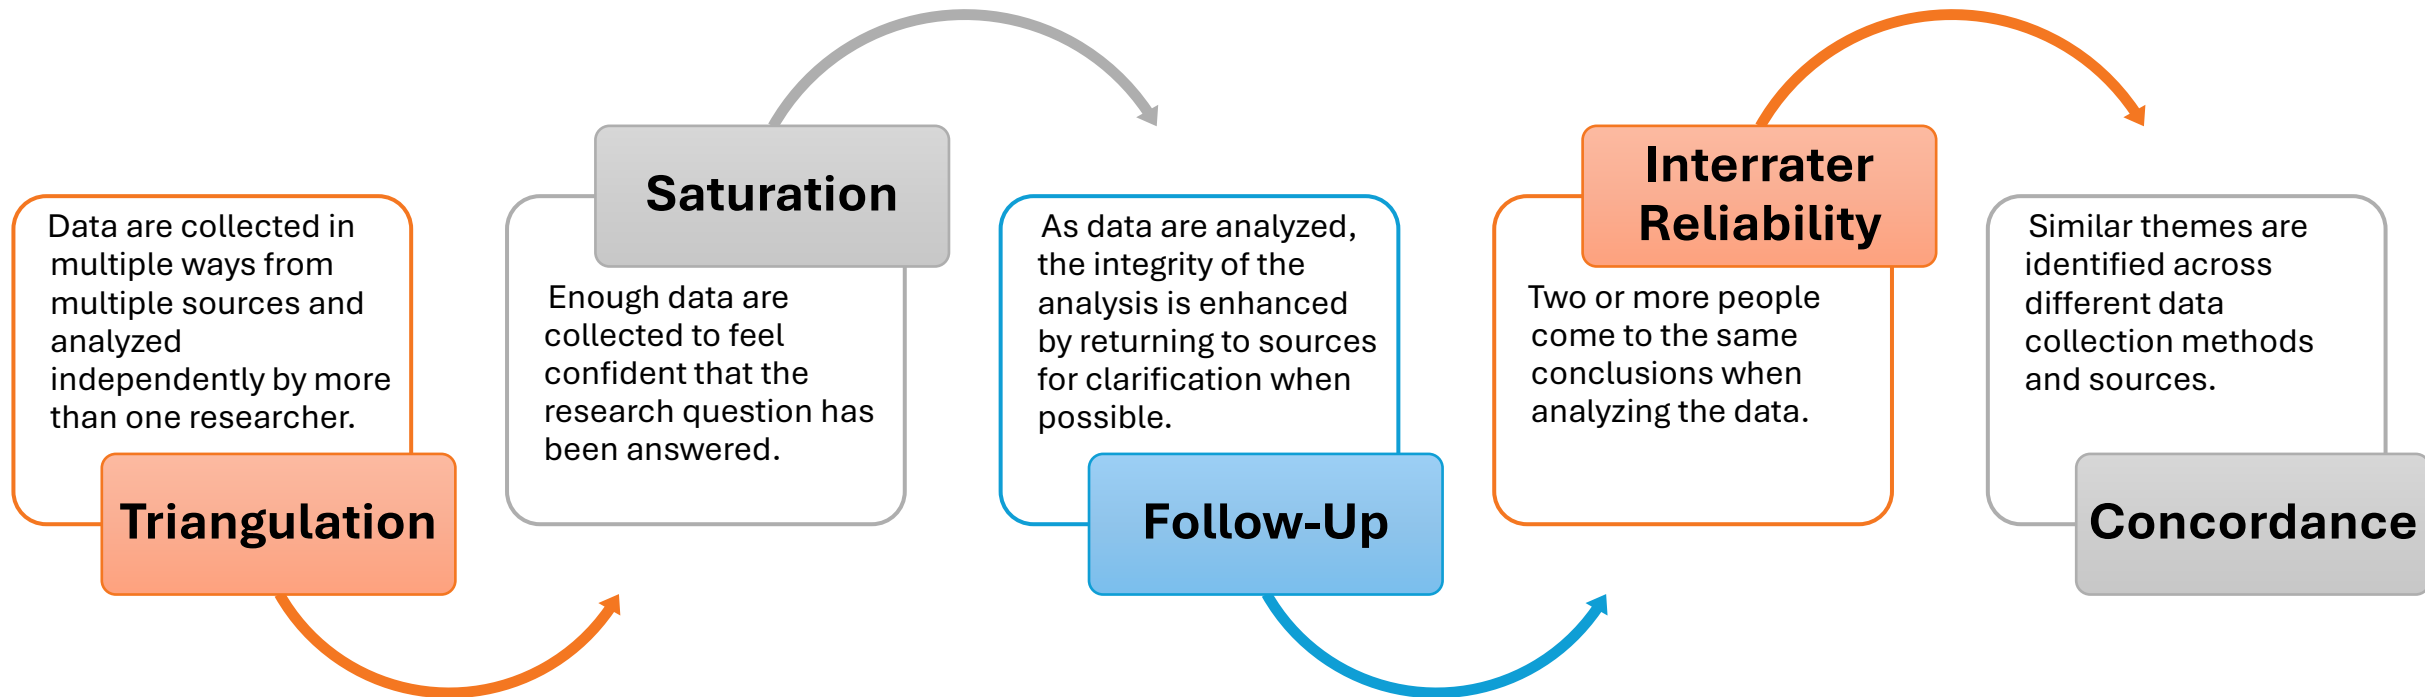 Data are collected in
multiple ways from
multiple sources and
analyzed
independently by more
than one researcher.
Triangulation
Saturation
Enough data are
collected to feel
confident that the
research question has
been answered.
As data are analyzed,
the integrity of the
analysis is enhanced
by returning to sources
for clarification when
possible.
Follow-Up
Interrater
Reliability
Two or more people
come to the same
conclusions when
analyzing the data.
Similar themes are
identified across
different data
collection methods
and sources.
Concordance